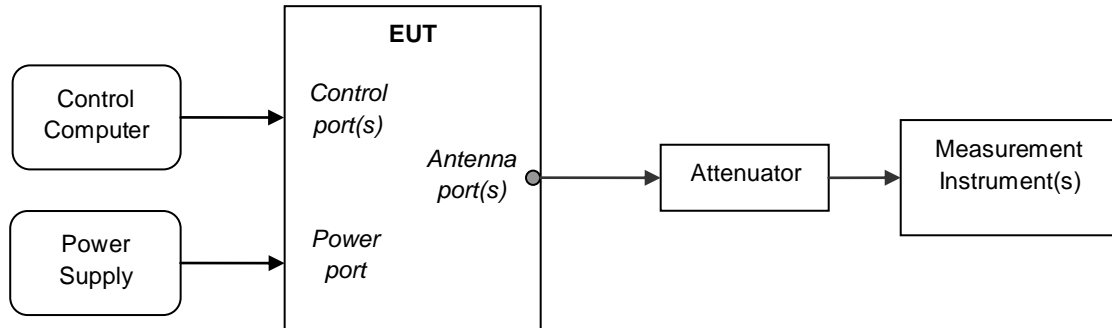 EUT
Control
Computer
Control
port(s)
Antenna
port(s)
Attenuator
Measurement
Instrument(s)
Power
Supply
Power
port